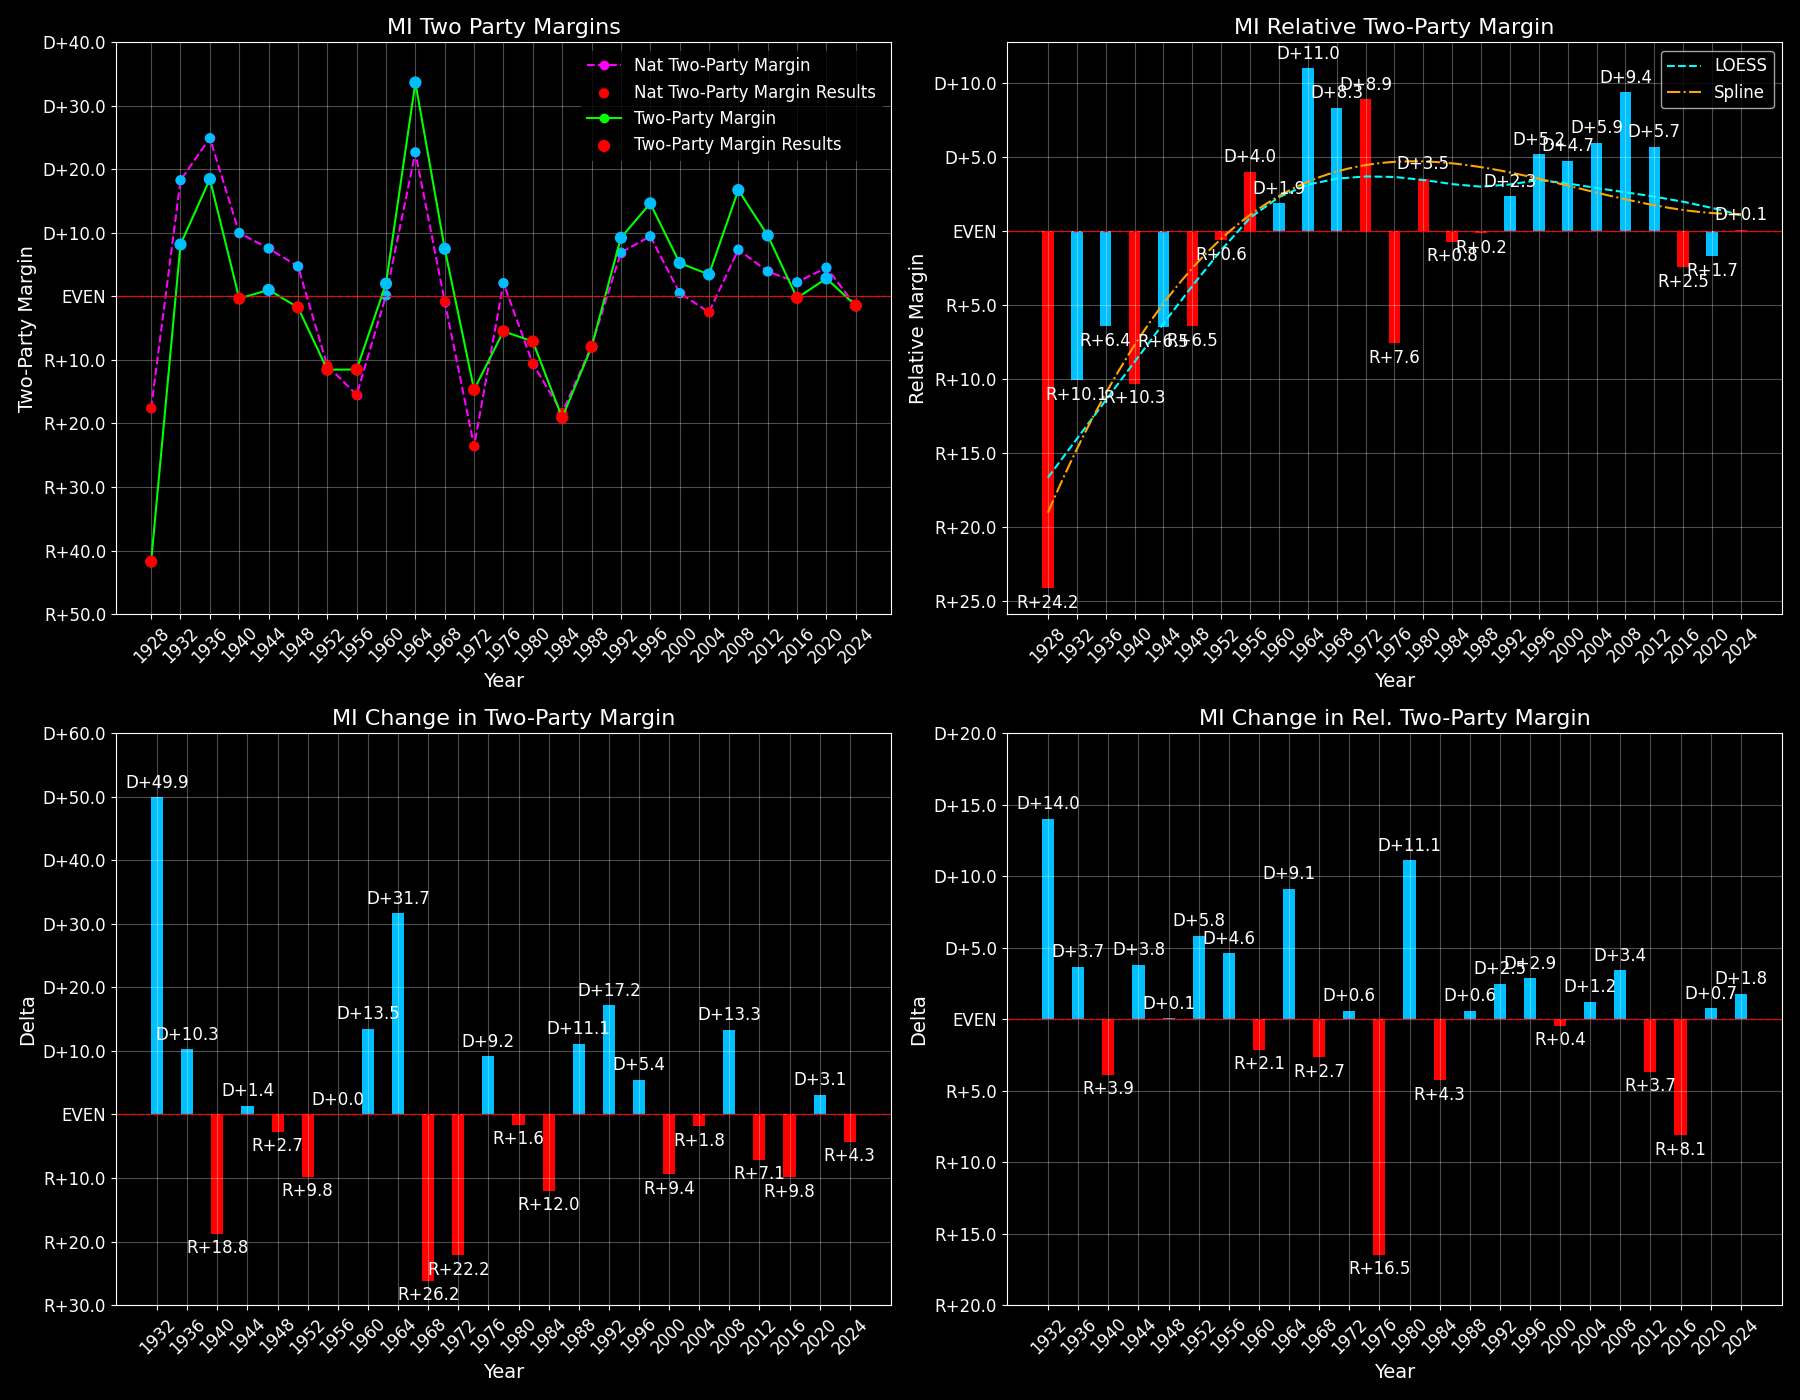 MI Two Party Margins
D+40.0
D+30.0
D+20.0
D+10.0
EVEN
R+10.0
R+20.0
R+30.0
R+40.0
R+50.0
Two-Party Margin
Nat Two-Party Margin
Nat Two-Party Margin Results
Two-Party Margin
Two-Party Margin Results
1928 1932 1936 1940 1944 1948 1952 1956 1960 1964 1968 1972 1976 1980 1984 1988 1992 1996 2000 2004 2008 2012 2016 2020 2024
Year
MI Relative Two-Party Margin
D+10.0
D+5.0
EVEN
R+5.0
R+10.0
R+15.0
R+20.0
R+25.0
Relative Margin
LOESS
Spline
R+24.2
R+10.1
R+6.4
R+10.3
R+6.5
R+6.5
R+0.6
D+4.0
D+1.9
D+11.0
D+8.3
D+8.9
R+7.6
D+3.5
R+0.8
R+0.2
D+2.3
D+5.2
D+4.7
D+5.9
D+9.4
D+5.7
R+2.5
R+1.7
D+0.1
1928 1932 1936 1940 1944 1948 1952 1956 1960 1964 1968 1972 1976 1980 1984 1988 1992 1996 2000 2004 2008 2012 2016 2020 2024
Year
MI Change in Two-Party Margin
D+60.0
D+50.0
D+40.0
D+30.0
D+20.0
D+10.0
EVEN
R+10.0
R+20.0
R+30.0
Delta
D+49.9
D+10.3
R+18.8
D+1.4
R+2.7
R+9.8
D+0.0
D+13.5
D+31.7
R+26.2
R+22.2
D+9.2
R+1.6
R+12.0
D+11.1
D+17.2
D+5.4
R+9.4
R+1.8
D+13.3
R+7.1
R+9.8
D+3.1
R+4.3
1932 1936 1940 1944 1948 1952 1956 1960 1964 1968 1972 1976 1980 1984 1988 1992 1996 2000 2004 2008 2012 2016 2020 2024
Year
MI Change in Rel. Two-Party Margin
D+20.0
D+15.0
D+10.0
D+5.0
EVEN
R+5.0
R+10.0
R+15.0
R+20.0
Delta
D+14.0
D+3.7
R+3.9
D+3.8
D+0.1
D+5.8
D+4.6
R+2.1
D+9.1
R+2.7
D+0.6
R+16.5
D+11.1
R+4.3
D+0.6
D+2.5
D+2.9
R+0.4
D+1.2
D+3.4
R+3.7
R+8.1
D+0.7
D+1.8
1932 1936 1940 1944 1948 1952 1956 1960 1964 1968 1972 1976 1980 1984 1988 1992 1996 2000 2004 2008 2012 2016 2020 2024
Year